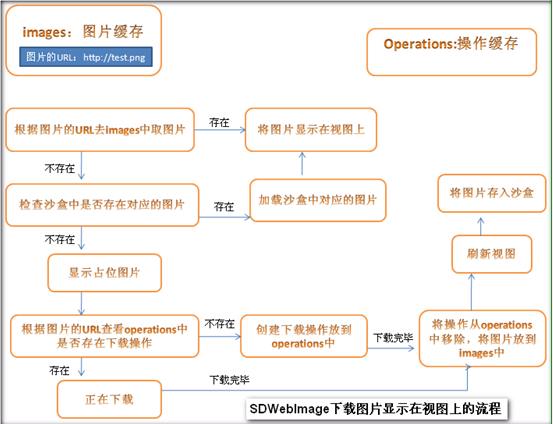 images：图片缓存
图片的URL：http://test.png
Operations:操作缓存
根据图片的URL去images中取图片
存在
将图片显示在视图上
不存在
检查沙盒中是否存在对应的图片
存在
加载沙盒中对应的图片
将图片存入沙盒
不存在
显示占位图片
刷新视图
根据图片的URL查看operations中
是否存在下载操作
不存在
创建下载操作放到
operations中
下载完毕
将操作从operations
中移除，将图片放到
images中
存在
正在下载
下载完毕
SDWebImage下载图片显示在视图上的流程